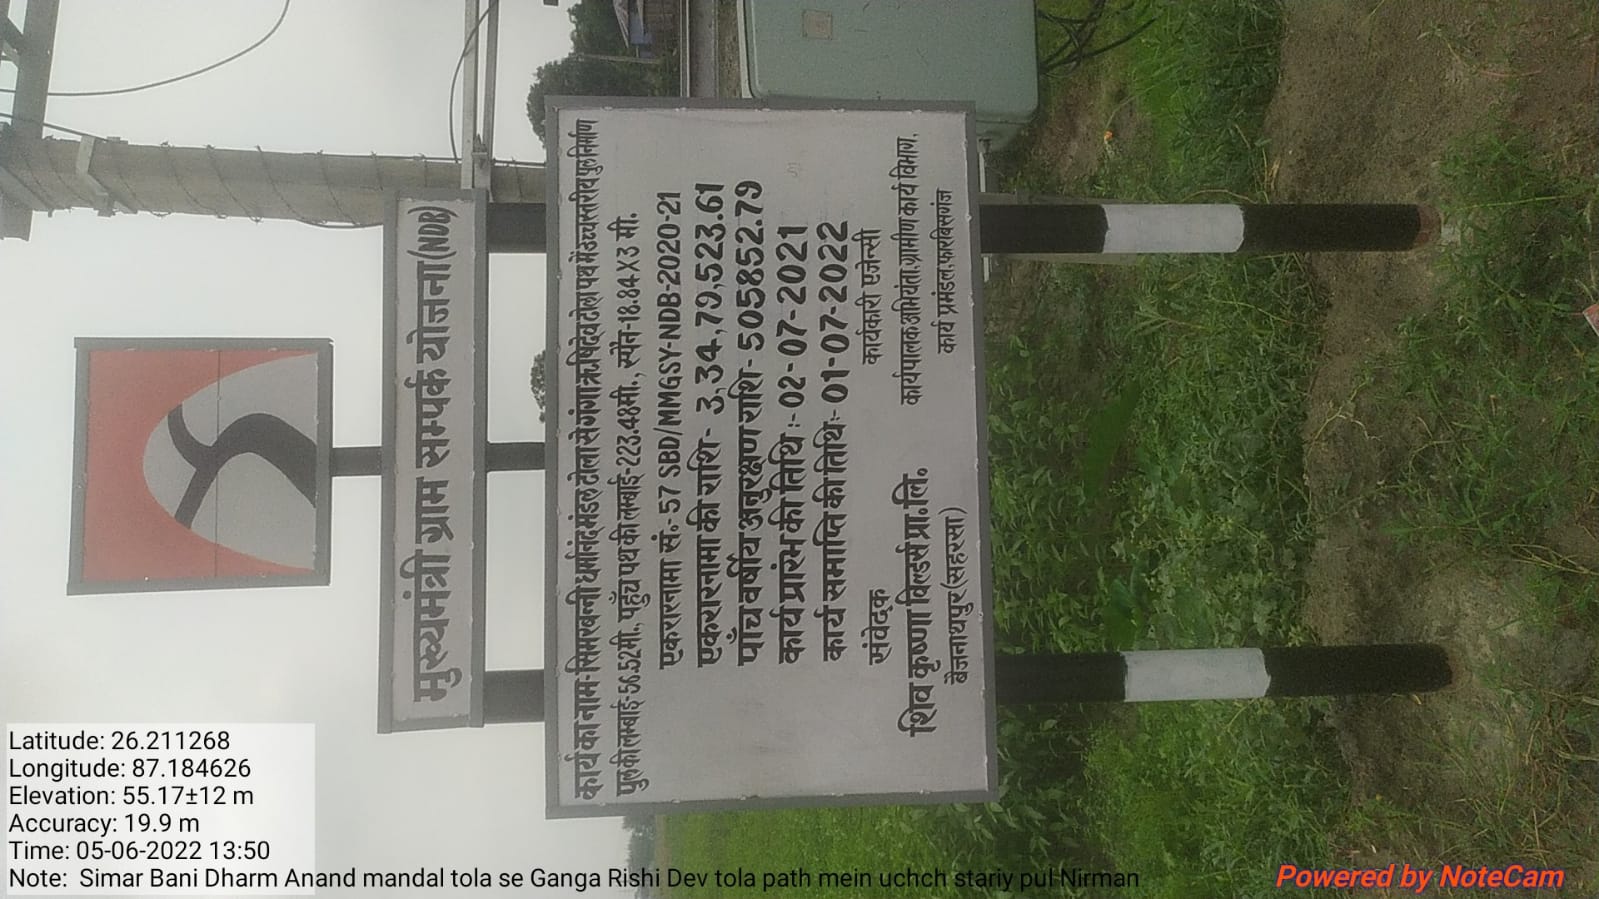 मुख्यमंत्री ग्राम सम्पर्क योजना(NDB)
कार्य का नाम-सिमरबन्नी धर्मानंद मंडल टोला से गंगा ऋषिदेव टोला पथ में उच्चस्तरीय पुल निर्माण
पुल की लम्बाई-56.52मी., पहुँच पथ की लम्बाई-223.48मी., स्पैन-18.84X3 मी.
एकरारनामा सं.-57 SBD/MMGSY-NDB-2020-21
एकरारनामा की राशि- 3,34,79,523.61
पाँच वर्षीय अनुरक्षण राशि- 505852.79
कार्य प्रारंभ की तिथि:-02-07-2021
कार्य समाप्ति की तिथि:-01-07-2022
संवेदक
शिव कृष्णा विल्डर्स प्रा.लि.
बैजनाथपुर(सहरसा)
कार्यकारी एजेन्सी
कार्यपालक अभियंता,ग्रामीण कार्य विभाग,
कार्य प्रमंडल,फारबिसगंज
Latitude: 26.211268
Longitude: 87.184626
Elevation: 55.17±12 m
Accuracy: 19.9 m
Time: 05-06-2022 13:50
Note: Simar Bani Dharm Anand mandal tola se Ganga Rishi Dev tola path mein uchch stariy pul Nirman
Powered by NoteCam